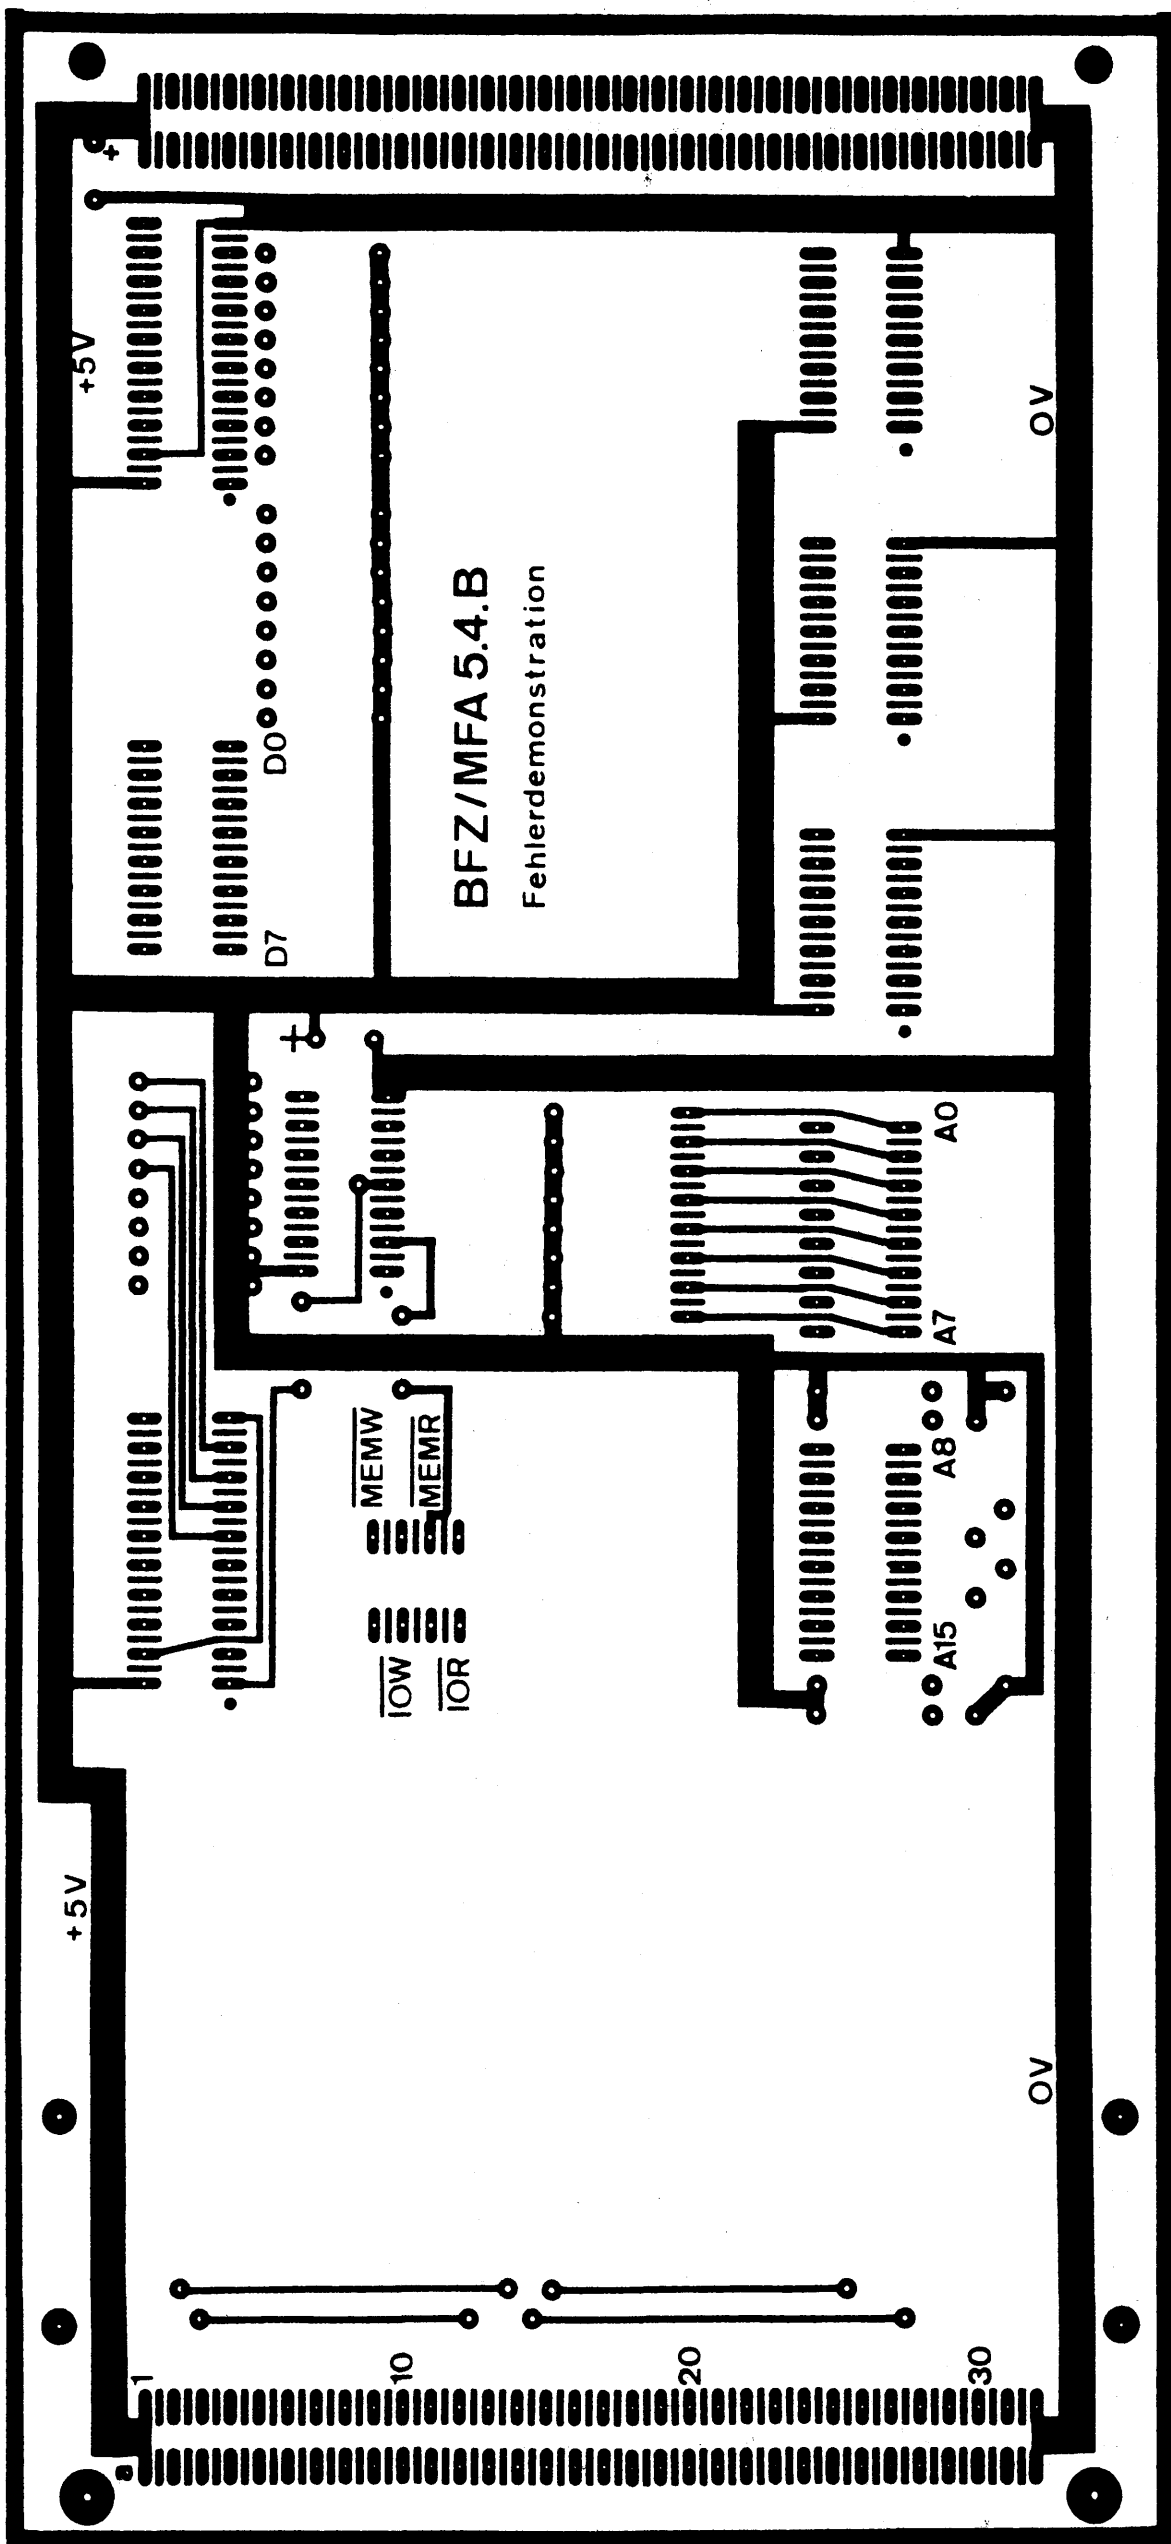 +
+5V
0V
BFZ/MFA 5.4.B
Fehlerdemonstration
D0
D7
+
A0
A7
MEMW
MEMR
A8
A15
IOW
IOR
+5V
0V
1
10
20
30
a